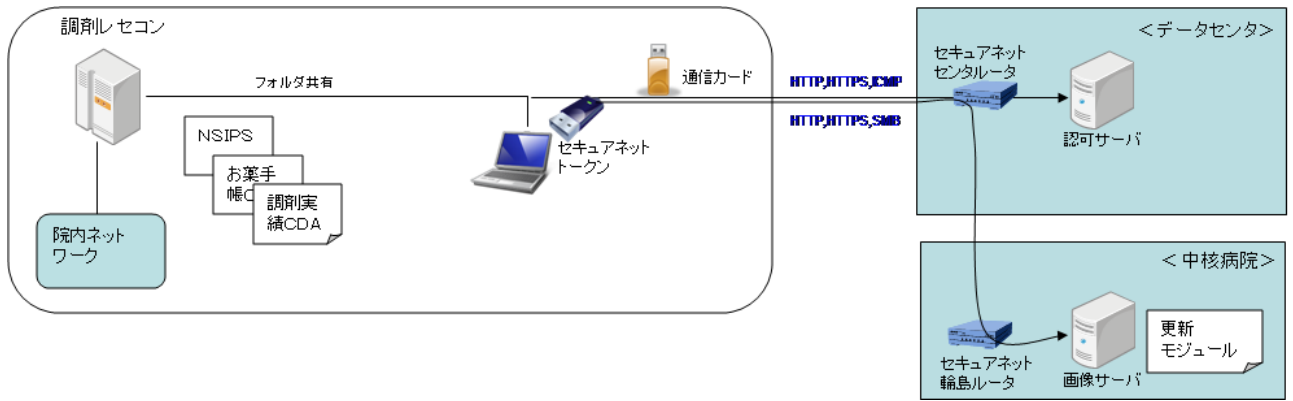 調剤レセコン
フォルダ共有
NSIPS
お薬手
帳C
調剤実
績CDA
院内ネット
ワーク
セキュアネット
トークン
通信カード
HTTP,HTTPS,ICMP
HTTP,HTTPS,SMB
＜データセンタ＞
セキュアネット
センタルータ
認可サーバ
＜中核病院＞
セキュアネット
輪島ルータ
画像サーバ
更新
モジュール